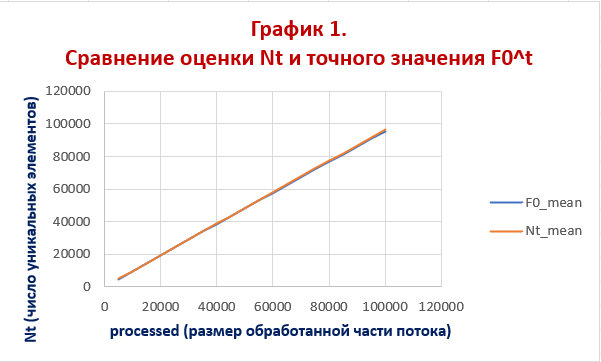 График 1.
Сравнение оценки Nt и точного значения F0^t
Nt (число уникальных элементов)
120000
100000
80000
60000
40000
20000
0
0 20000 40000 60000 80000 100000 120000
processed (размер обработанной части потока)
F0_mean
Nt_mean